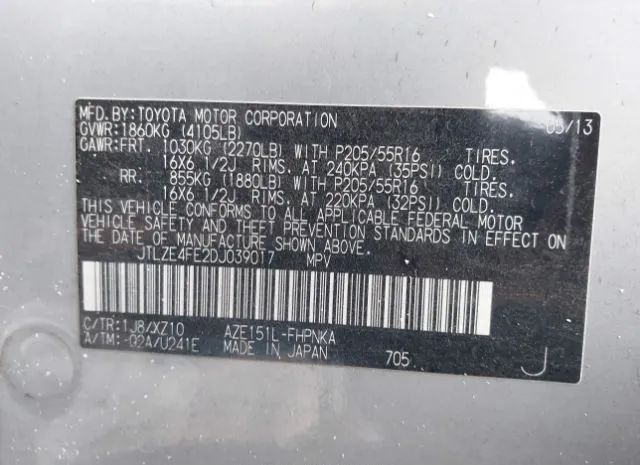 MFD.BY:TOYOTA MOTOR CORPORATION 03/13
GVWR:1860KG (4105LB)
GAWR:FRT. 1030KG (2270LB) WITH P205/55R16 TIRES.
16X6 1/2J RIMS. AT 240KPA (35PSI) COLD.
RR: 855KG (1880LB) WITH P205/55R16 TIRES.
16X6 1/2J RIMS. AT 220KPA (32PSI) COLD.
THIS VEHICLE CONFORMS TO ALL APPLICABLE FEDERAL MOTOR
VEHICLE SAFETY AND THEFT PREVENTION STANDARDS IN EFFECT ON
THE DATE OF MANUFACTURE SHOWN ABOVE.
JTLZE4FE2DJ039017 MPV
C/TR:1J8/XZ10 AZE151L-FHPNKA
A/TM:-02A/U241E MADE IN JAPAN 705 J